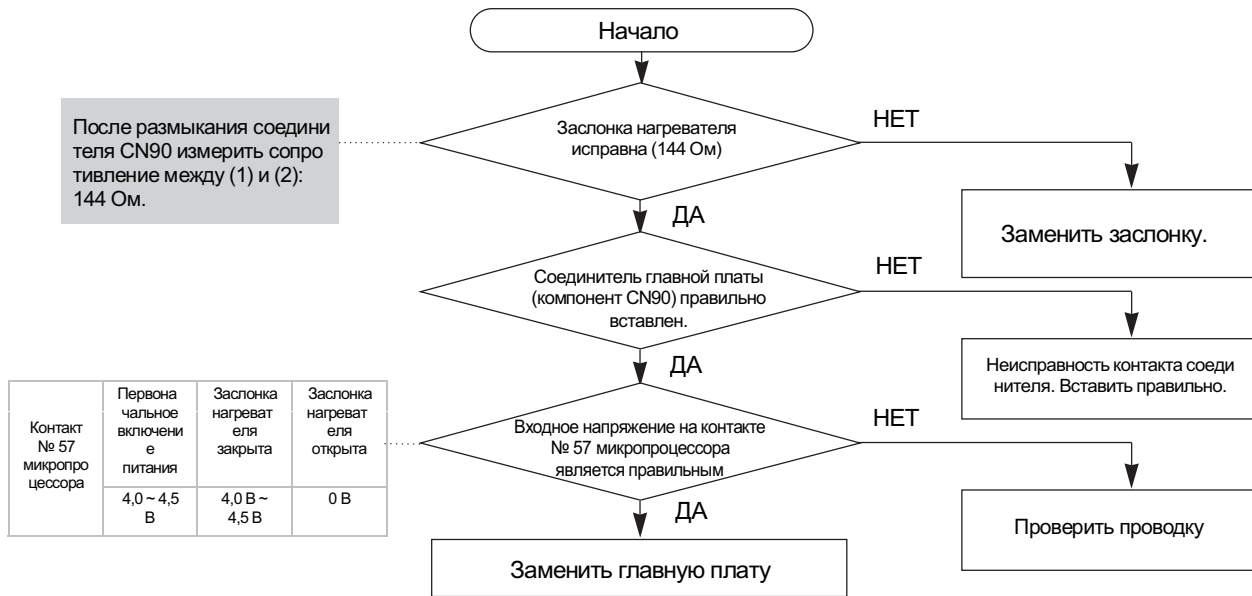 Начало
После размыкания соедини
теля CN90 измерить сопро
тивление между (1) и (2):
144 Ом.
Заслонка нагревателя
исправна (144 Ом)
НЕТ
Заменить заслонку.
ДА
Соединитель главной платы
(компонент CN90) правильно
вставлен.
НЕТ
Неисправность контакта соеди
нителя. Вставить правильно.
ДА
Контакт
№ 57
микропро
цессора
Первона
чальное
включени
е
питания
Заслонка
нагреват
еля
закрыта
Заслонка
нагреват
еля
открыта
4,0 ~ 4,5
В
4,0 В ~
4,5 В
0 В
Входное напряжение на контакте
№ 57 микропроцессора
является правильным
НЕТ
Проверить проводку
ДА
Заменить главную плату